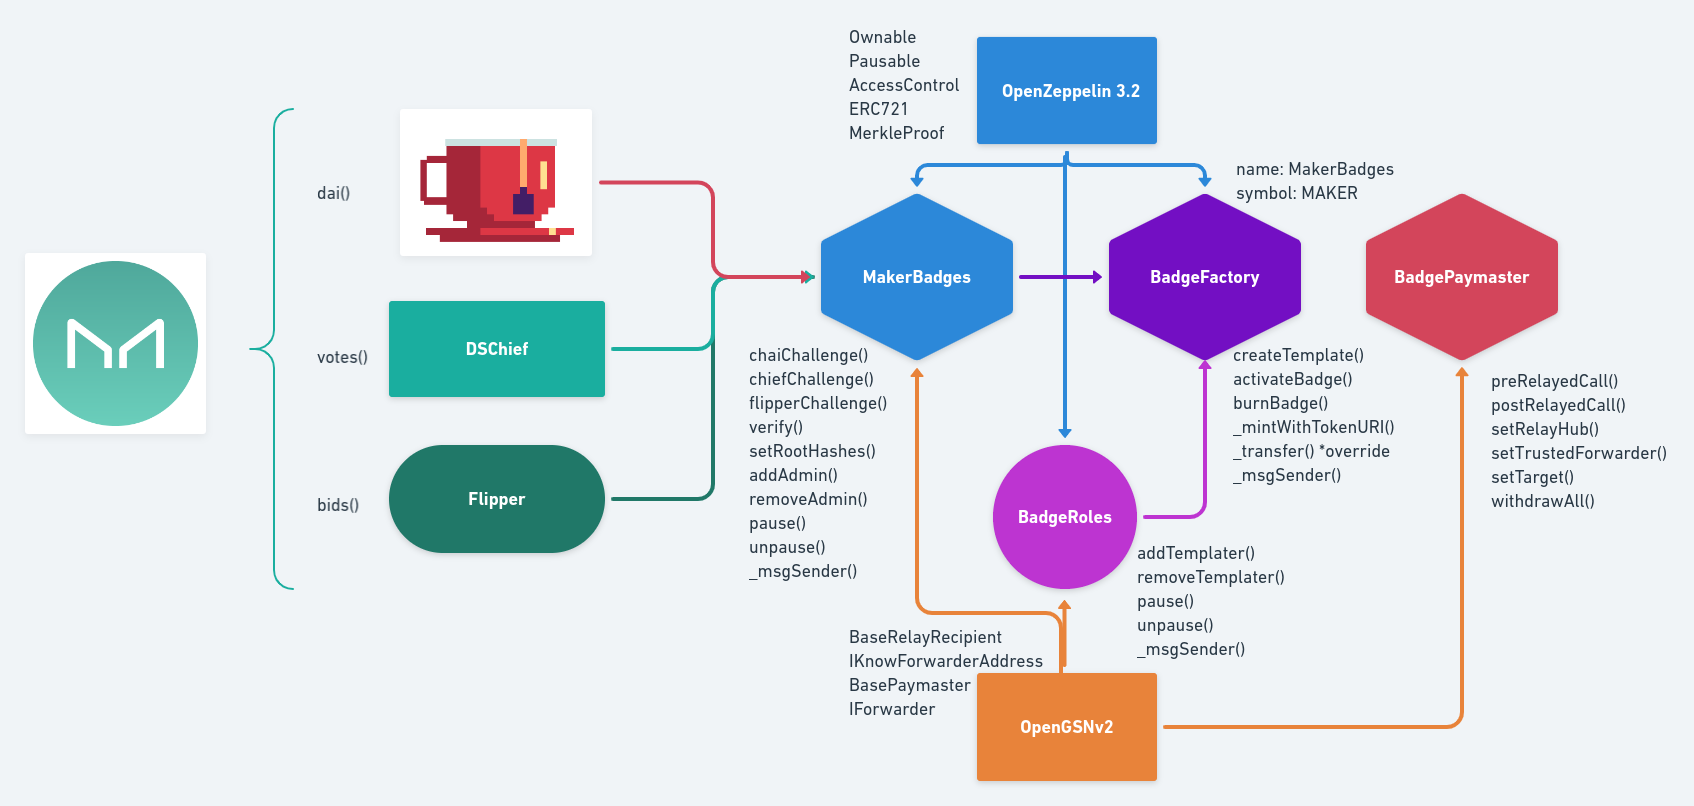 Ownable
Pausable
AccessControl
ERC721
MerkleProof
OpenZeppelin 3.2
name: MakerBadges
symbol: MAKER
dai()
votes()
bids()
DSChief
Flipper
MakerBadges
BadgeFactory
BadgePaymaster
chaiChallenge()
chiefChallenge()
flipperChallenge()
verify()
setRootHashes()
addAdmin()
removeAdmin()
pause()
unpause()
_msgSender()
createTemplate()
activateBadge()
burnBadge()
_mintWithTokenURI()
_transfer() *override
_msgSender()
preRelayedCall()
postRelayedCall()
setRelayHub()
setTrustedForwarder()
setTarget()
withdrawAll()
BadgeRoles
addTemplater()
removeTemplater()
pause()
unpause()
_msgSender()
BaseRelayRecipient
IKnowForwarderAddress
BasePaymaster
IForwarder
OpenGSNv2